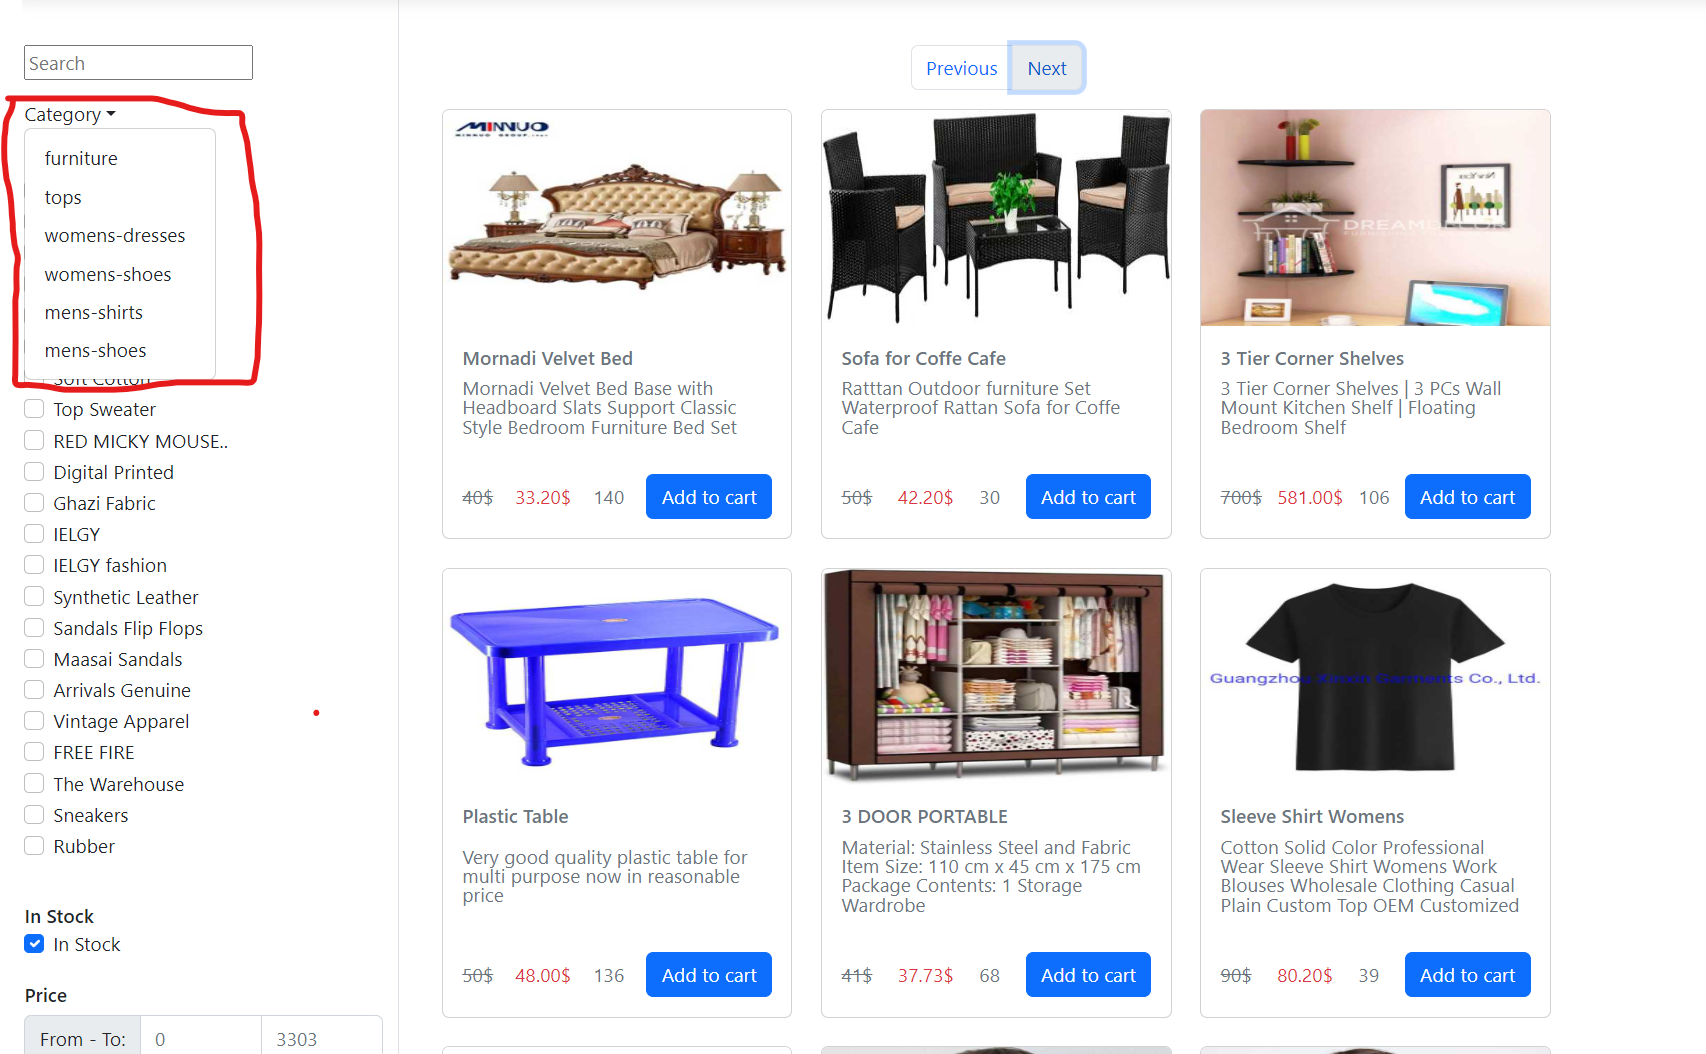 Search
Category
furniture
tops
womens-dresses
womens-shoes
mens-shirts
mens-shoes
Soft Cotton
Top Sweater
RED MICKY MOUSE..
Digital Printed
Ghazi Fabric
IELGY
IELGY fashion
Synthetic Leather
Sandals Flip Flops
Maasai Sandals
Arrivals Genuine
Vintage Apparel
FREE FIRE
The Warehouse
Sneakers
Rubber
In Stock
In Stock
Price
From - To: 0 3303
Previous Next
MINNUO
MINNUO GROUP
Mornadi Velvet Bed
Mornadi Velvet Bed Base with
Headboard Slats Support Classic
Style Bedroom Furniture Bed Set
40$ 33.20$ 140 Add to cart
Sofa for Coffe Cafe
Ratttan Outdoor furniture Set
Waterproof Rattan Sofa for Coffe
Cafe
50$ 42.20$ 30 Add to cart
DREAMDECOR
3 Tier Corner Shelves
3 Tier Corner Shelves | 3 PCs Wall
Mount Kitchen Shelf | Floating
Bedroom Shelf
700$ 581.00$ 106 Add to cart
Plastic Table
Very good quality plastic table for
multi purpose now in reasonable
price
50$ 48.00$ 136 Add to cart
3 DOOR PORTABLE
Material: Stainless Steel and Fabric
Item Size: 110 cm x 45 cm x 175 cm
Package Contents: 1 Storage
Wardrobe
41$ 37.73$ 68 Add to cart
Guangzhou Garments Co., Ltd.
Sleeve Shirt Womens
Cotton Solid Color Professional
Wear Sleeve Shirt Womens Work
Blouses Wholesale Clothing Casual
Plain Custom Top OEM Customized
90$ 80.20$ 39 Add to cart